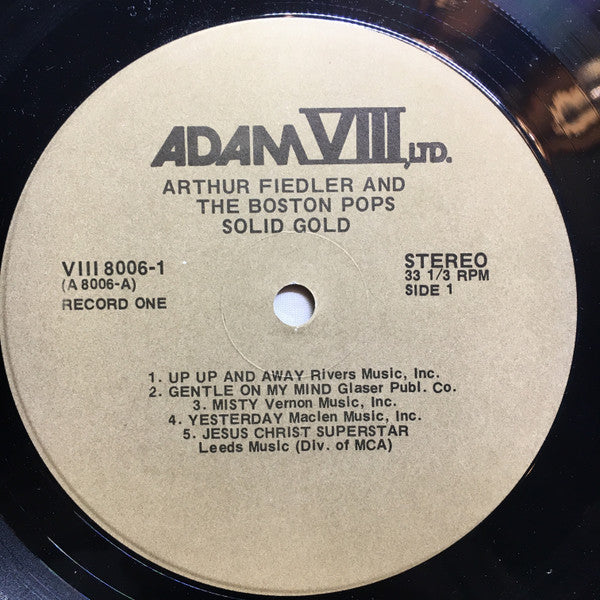 ADAM VIII, LTD.
ARTHUR FIEDLER AND
THE BOSTON POPS
SOLID GOLD
VIII 8006-1
(A 8006-A)
RECORD ONE
STEREO
33 1/3 RPM
SIDE 1
1. UP UP AND AWAY Rivers Music, Inc.
2. GENTLE ON MY MIND Glaser Publ. Co.
3. MISTY Vernon Music, Inc.
4. YESTERDAY Maclen Music, Inc.
5. JESUS CHRIST SUPERSTAR
Leeds Music (Div. of MCA)